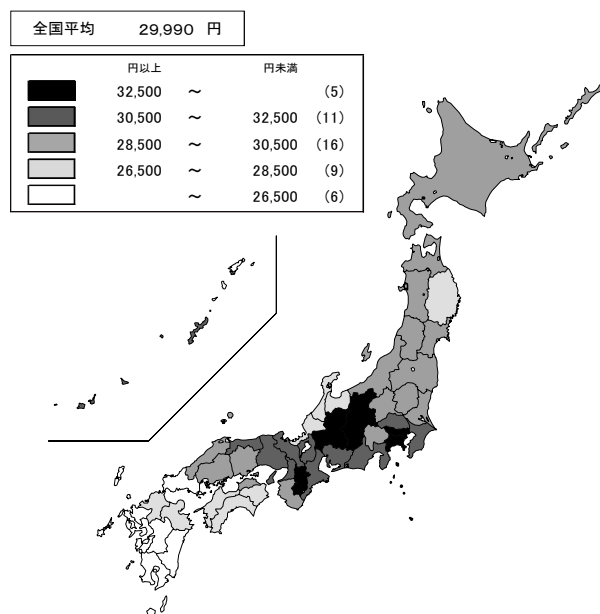 全国平均 29,990 円
円以上 円未満
32,500 ～ (5)
30,500 ～ 32,500 (11)
28,500 ～ 30,500 (16)
26,500 ～ 28,500 (9)
～ 26,500 (6)